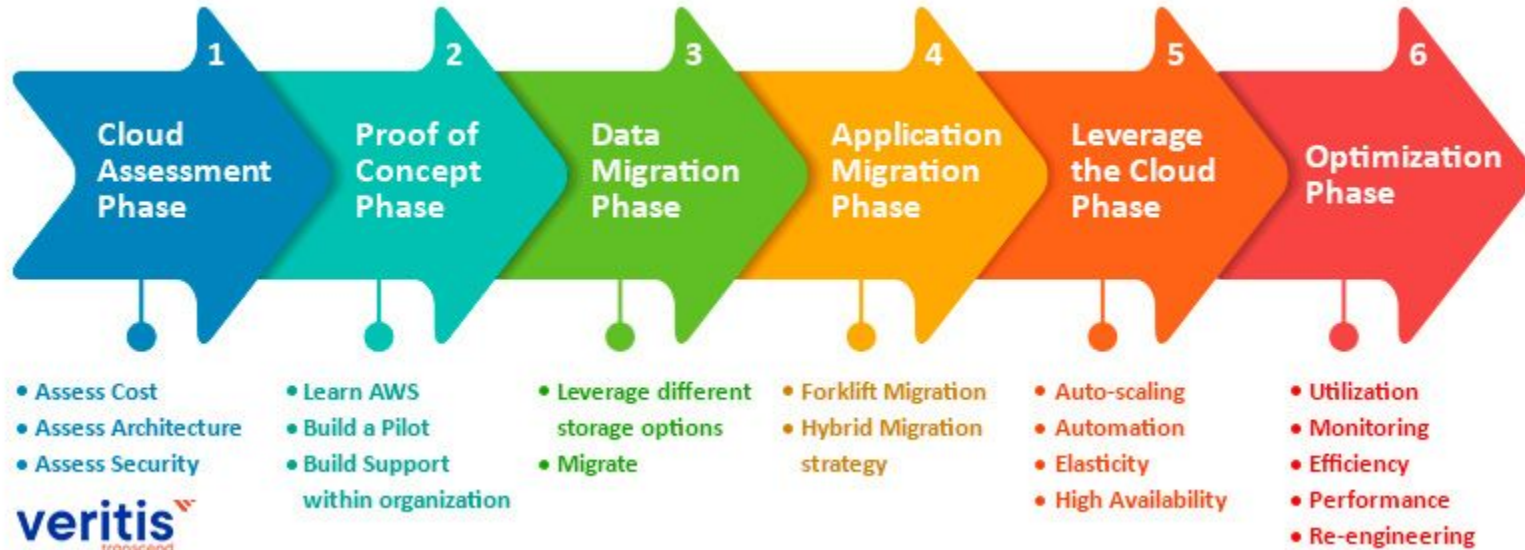 1
Cloud
Assessment
Phase
2
Proof of
Concept
Phase
3
Data
Migration
Phase
4
Application
Migration
Phase
5
Leverage
the Cloud
Phase
6
Optimization
Phase
• Assess Cost
• Assess Architecture
• Assess Security
• Learn AWS
• Build a Pilot
• Build Support
within organization
• Leverage different
storage options
• Migrate
• Forklift Migration
• Hybrid Migration
strategy
• Auto-scaling
• Automation
• Elasticity
• High Availability
• Utilization
• Monitoring
• Efficiency
• Performance
• Re-engineering
veritis
transcend